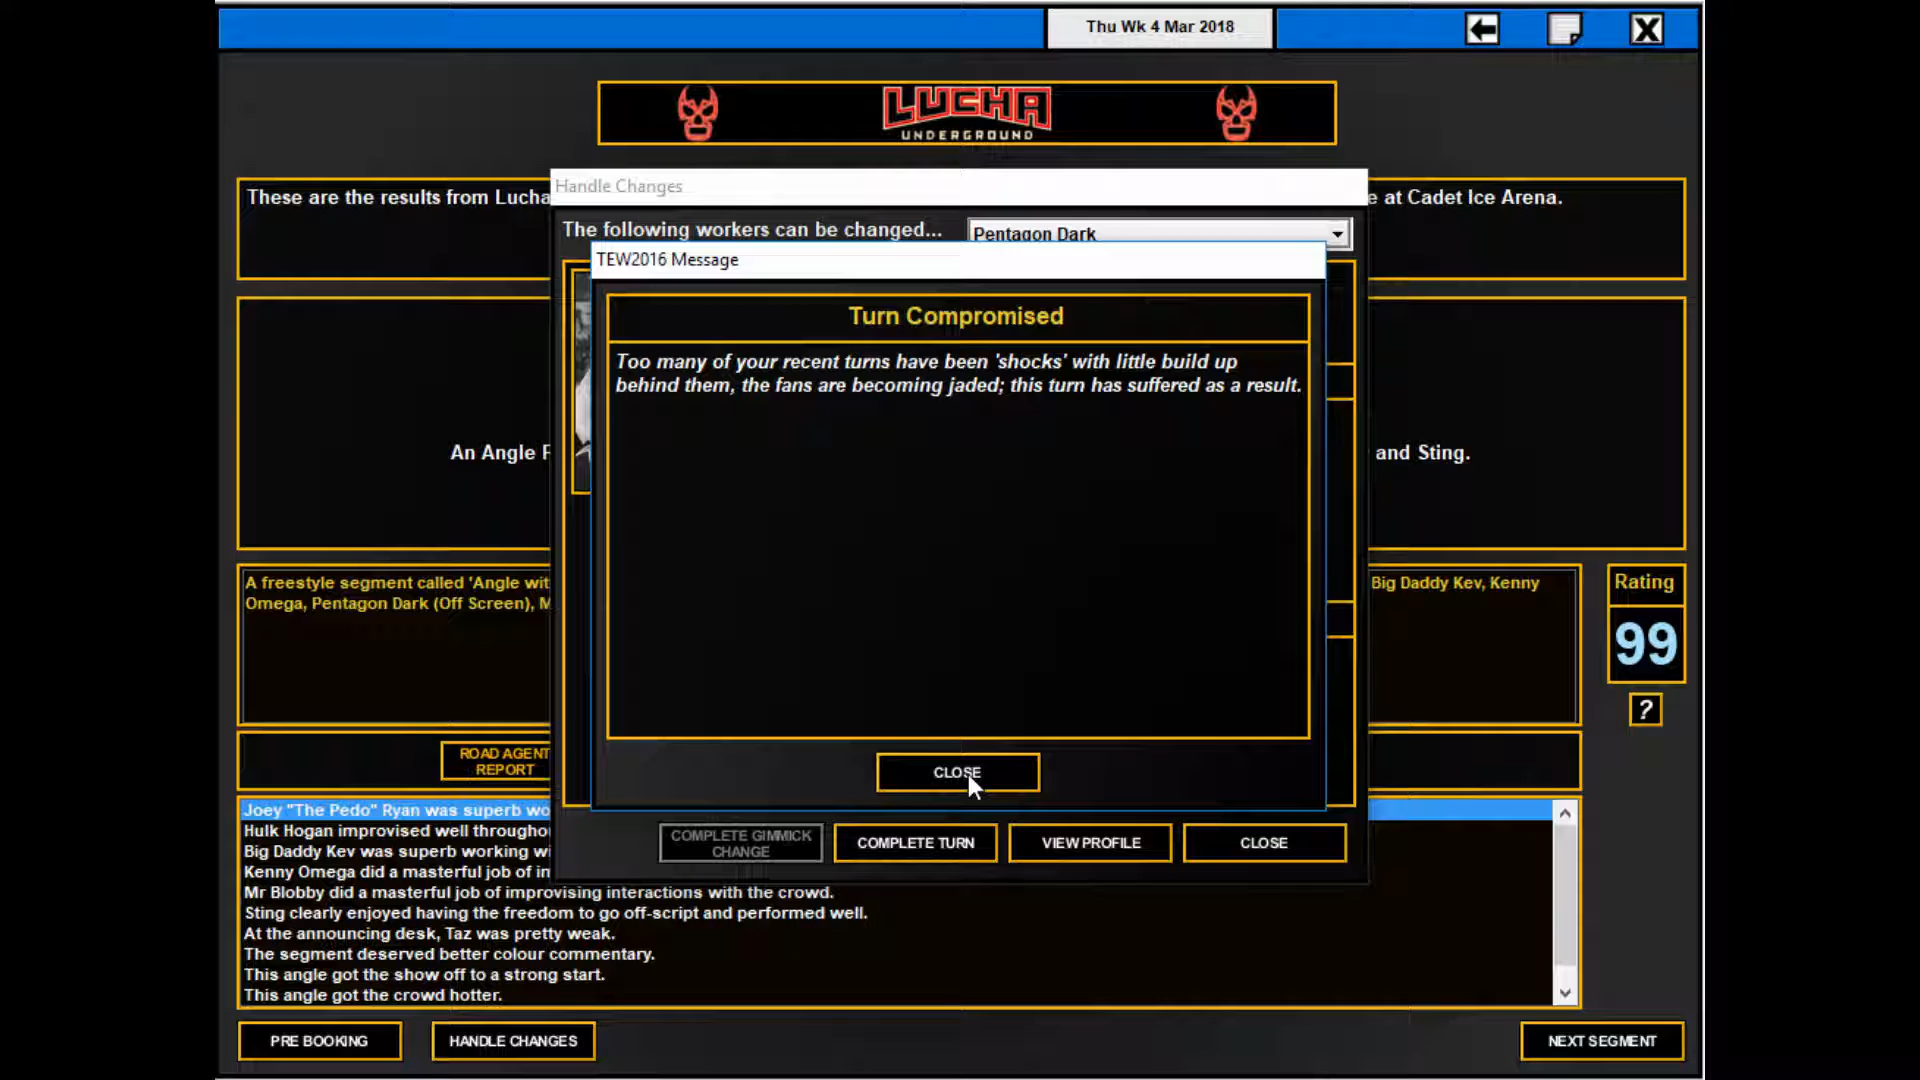 Thu Wk 4 Mar 2018
X
LUCHA
UNDERGROUND
These are the results from Lucha
e at Cadet Ice Arena.
Handle Changes
The following workers can be changed...
Pentagon Dark
TEW2016 Message
Turn Compromised
Too many of your recent turns have been 'shocks' with little build up
behind them, the fans are becoming jaded; this turn has suffered as a result.
An Angle F
and Sting.
A freestyle segment called 'Angle wit
Big Daddy Kev, Kenny
Omega, Pentagon Dark (Off Screen), M
Rating
99
?
ROAD AGENT
REPORT
CLOSE
Joey "The Pedo" Ryan was superb wo
Hulk Hogan improvised well throughou
Big Daddy Kev was superb working wi
Kenny Omega did a masterful job of in
Mr Blobby did a masterful job of improvising interactions with the crowd.
Sting clearly enjoyed having the freedom to go off-script and performed well.
At the announcing desk, Taz was pretty weak.
The segment deserved better colour commentary.
This angle got the show off to a strong start.
This angle got the crowd hotter.
COMPLETE GIMMICK
CHANGE
COMPLETE TURN
VIEW PROFILE
CLOSE
PRE BOOKING
HANDLE CHANGES
NEXT SEGMENT